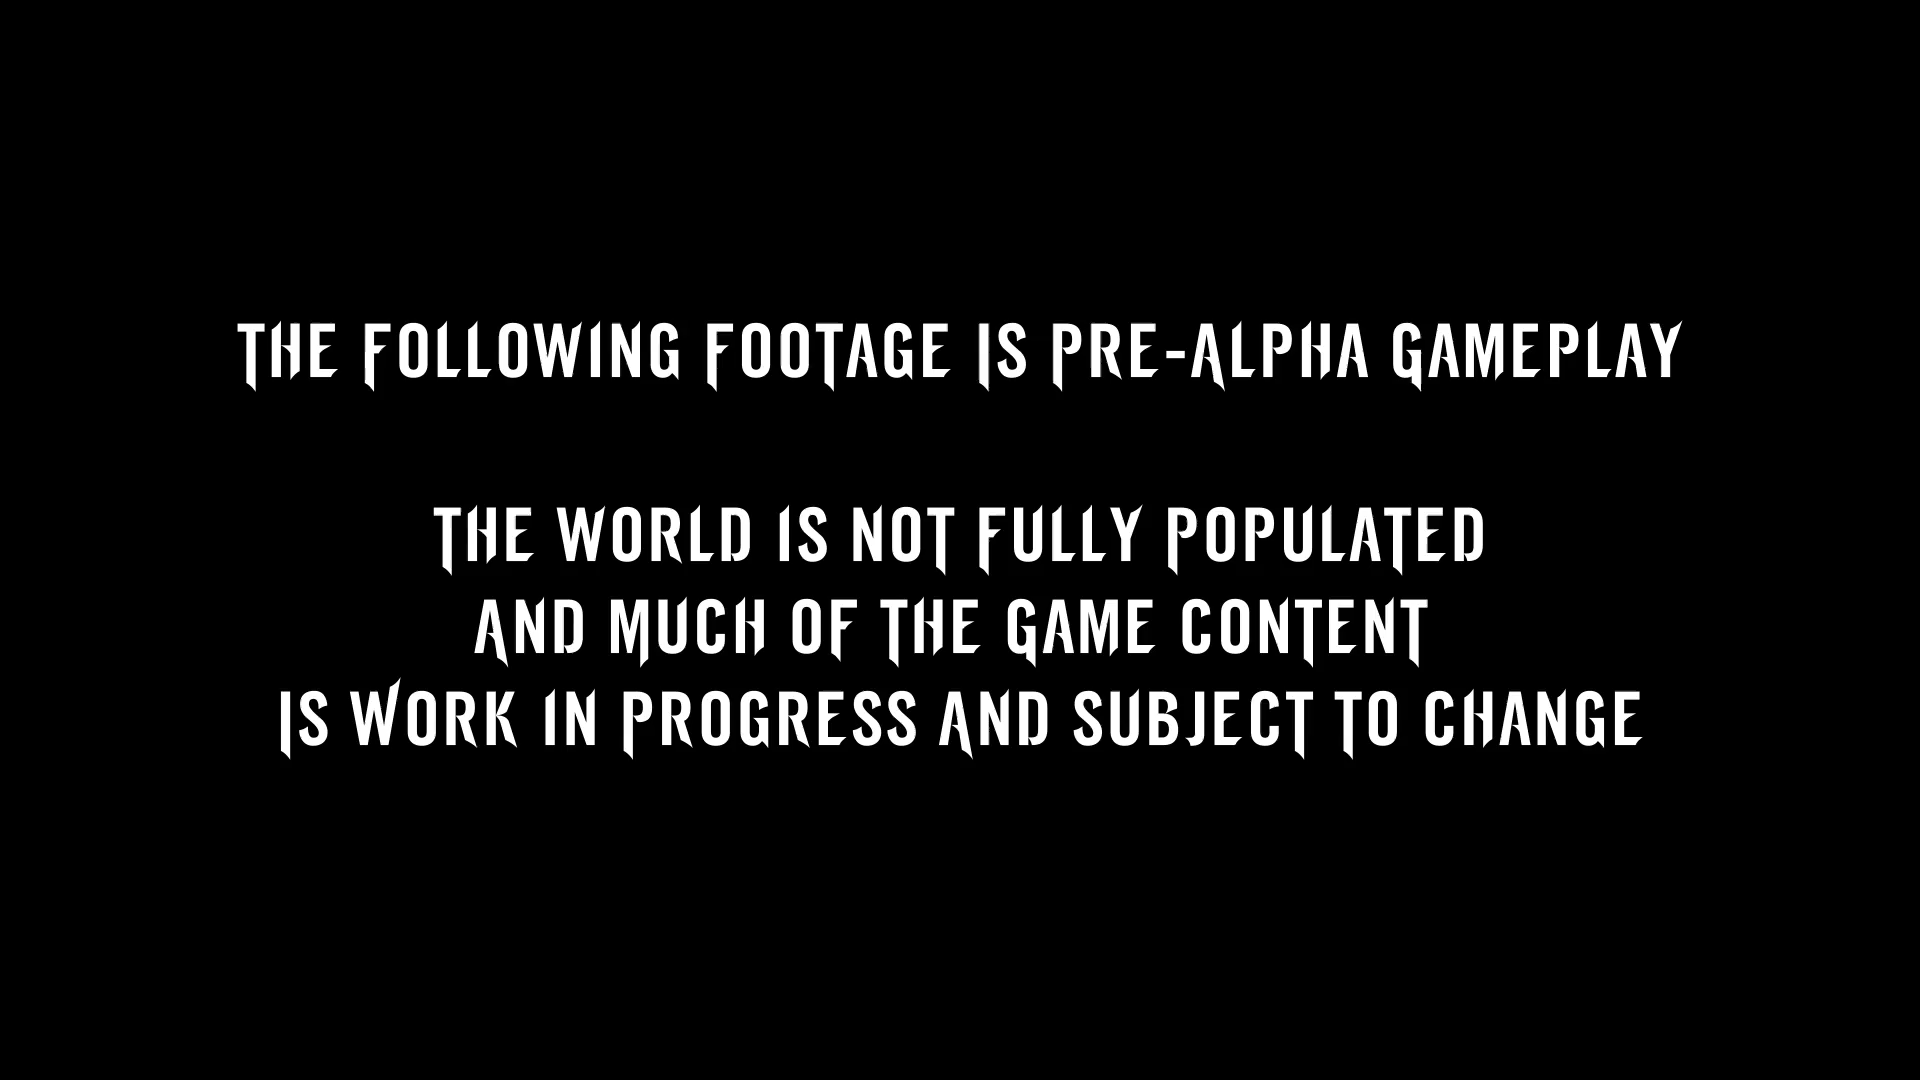 THE FOLLOWING FOOTAGE IS PRE-ALPHA GAMEPLAY
THE WORLD IS NOT FULLY POPULATED
AND MUCH OF THE GAME CONTENT
IS WORK IN PROGRESS AND SUBJECT TO CHANGE